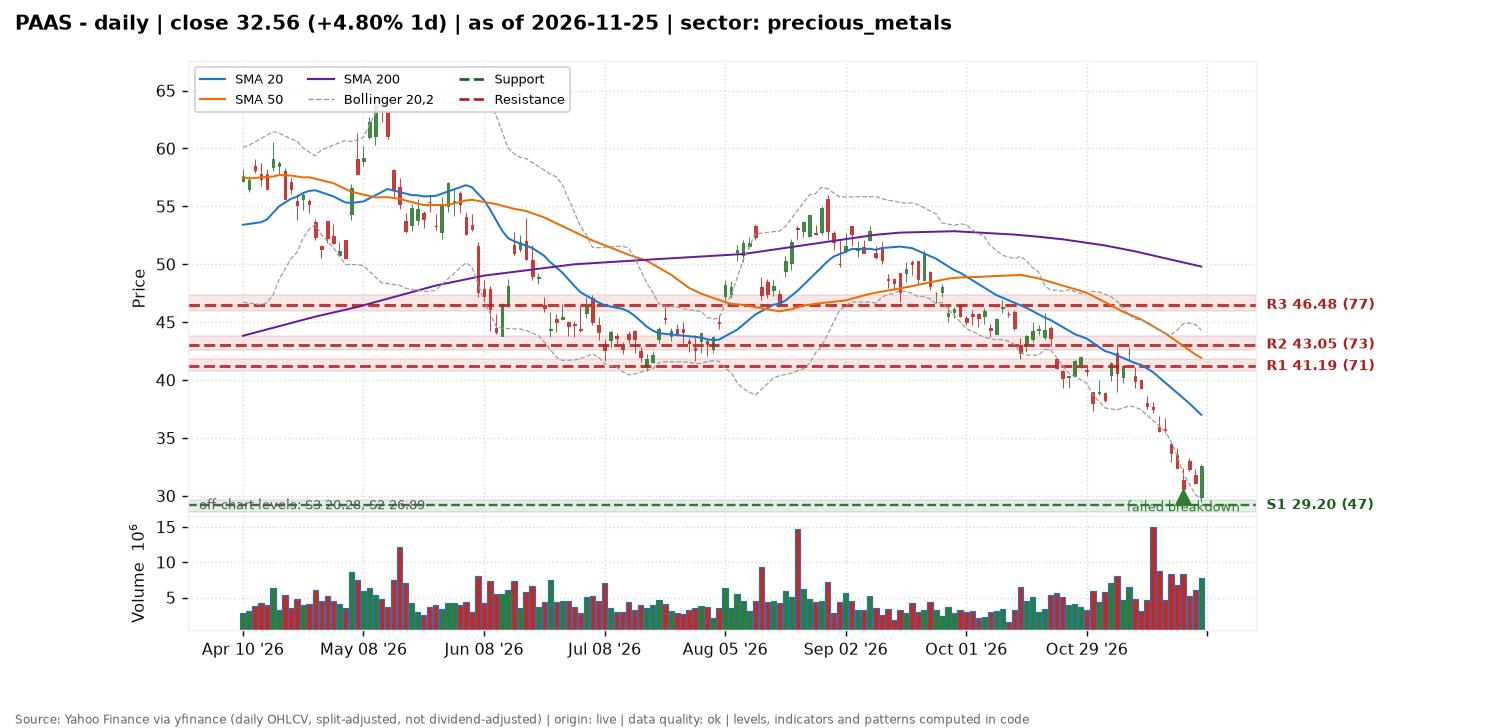 PAAS - daily | close 32.56 (+4.80% 1d) | as of 2026-11-25 | sector: precious_metals
SMA 20
SMA 50
SMA 200
Bollinger 20,2
Support
Resistance
Price
65
60
55
50
45
40
35
30
R3 46.48 (77)
R2 43.05 (73)
R1 41.19 (71)
S1 29.20 (47)
off-chart levels: S3 20.28, S2 26.89
failed breakdown
Volume 10⁶
15
10
5
Apr 10 '26
May 08 '26
Jun 08 '26
Jul 08 '26
Aug 05 '26
Sep 02 '26
Oct 01 '26
Oct 29 '26
Source: Yahoo Finance via yfinance (daily OHLCV, split-adjusted, not dividend-adjusted) | origin: live | data quality: ok | levels, indicators and patterns computed in code